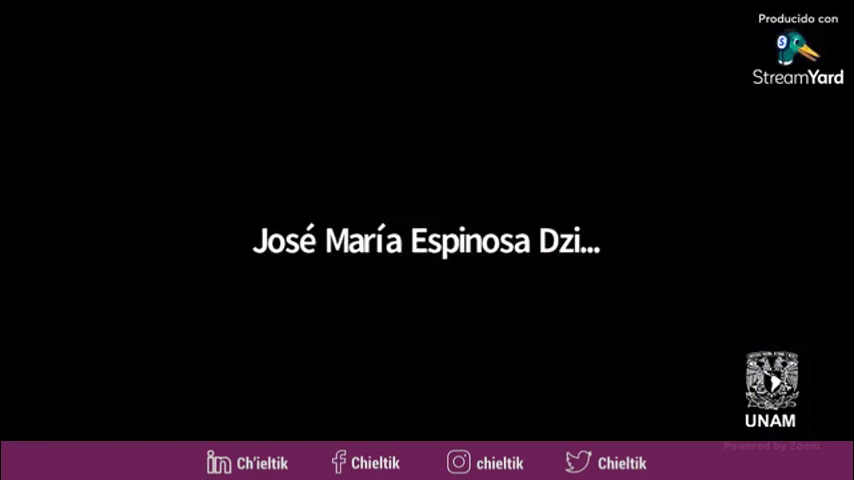 Producido con
StreamYard
José María Espinosa Dzi...
UNAM
Powered by Zoom
Ch'ieltik
Chieltik
chieltik
Chieltik